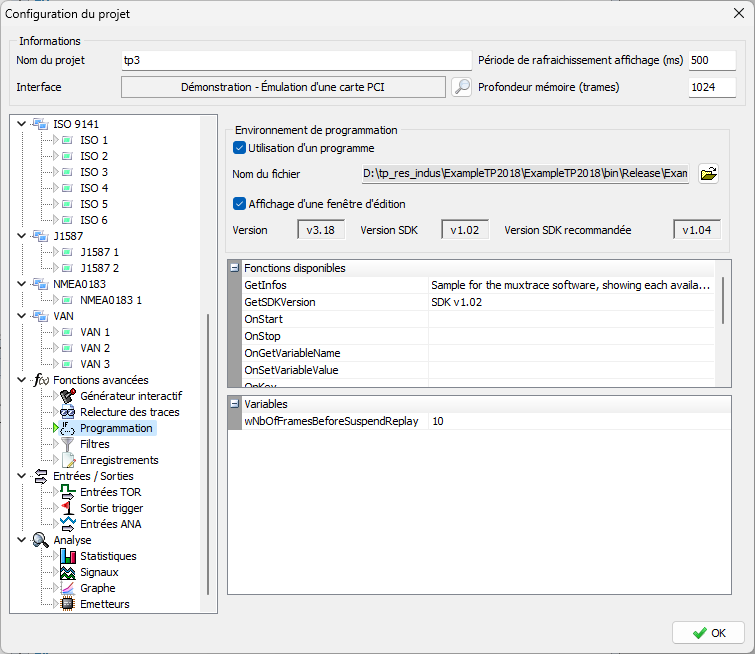 Configuration du projet
Informations
Nom du projet
tp3
Période de rafraichissement affichage (ms)
500
Interface
Démonstration - Émulation d'une carte PCI
Profondeur mémoire (trames)
1024
ISO 9141
ISO 1
ISO 2
ISO 3
ISO 4
ISO 5
ISO 6
J1587
J1587 1
J1587 2
NMEA0183
NMEA0183 1
VAN
VAN 1
VAN 2
VAN 3
f(x) Fonctions avancées
Générateur interactif
Relecture des traces
IF Programmation
Filtres
Enregistrements
Entrées / Sorties
Entrées TOR
Sortie trigger
Entrées ANA
Analyse
Statistiques
Signaux
Graphe
Emetteurs
Environnement de programmation
Utilisation d'un programme
Nom du fichier
D:\tp_res_indus\ExampleTP2018\ExampleTP2018\bin\Release\Exam
Affichage d'une fenêtre d'édition
Version
v3.18
Version SDK
v1.02
Version SDK recommandée
v1.04
Fonctions disponibles
GetInfos
Sample for the muxtrace software, showing each availa...
GetSDKVersion
SDK v1.02
OnStart
OnStop
OnGetVariableName
OnSetVariableValue
OnKey
Variables
wNbOfFramesBeforeSuspendReplay
10
OK